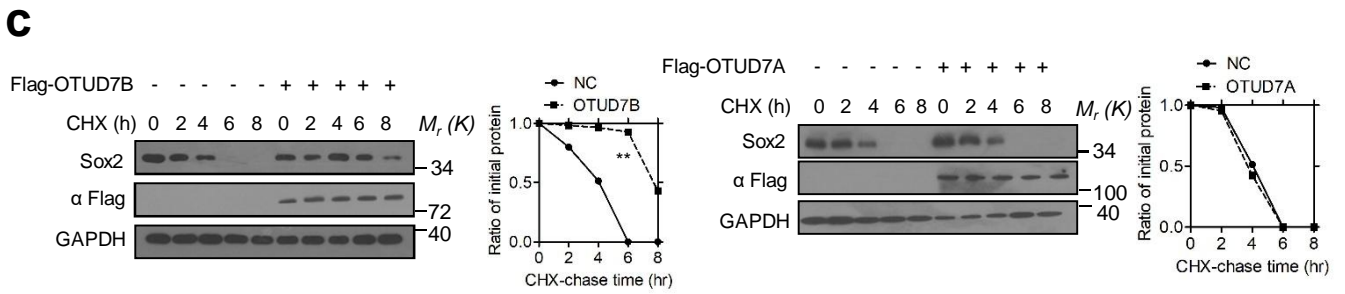 c
Flag-OTUD7B - - - - - + + + + +
CHX (h) 0 2 4 6 8 0 2 4 6 8 Mr (K)
Sox2
34
α Flag
72
GAPDH
40
NC
OTUD7B
Ratio of initial protein
1.0
0.5
0.0
**
0 2 4 6 8
CHX-chase time (hr)
Flag-OTUD7A - - - - - + + + + +
CHX (h) 0 2 4 6 8 0 2 4 6 8 Mr (K)
Sox2
34
α Flag
100
GAPDH
40
NC
OTUD7A
Ratio of initial protein
1.0
0.5
0.0
0 2 4 6 8
CHX-chase time (hr)